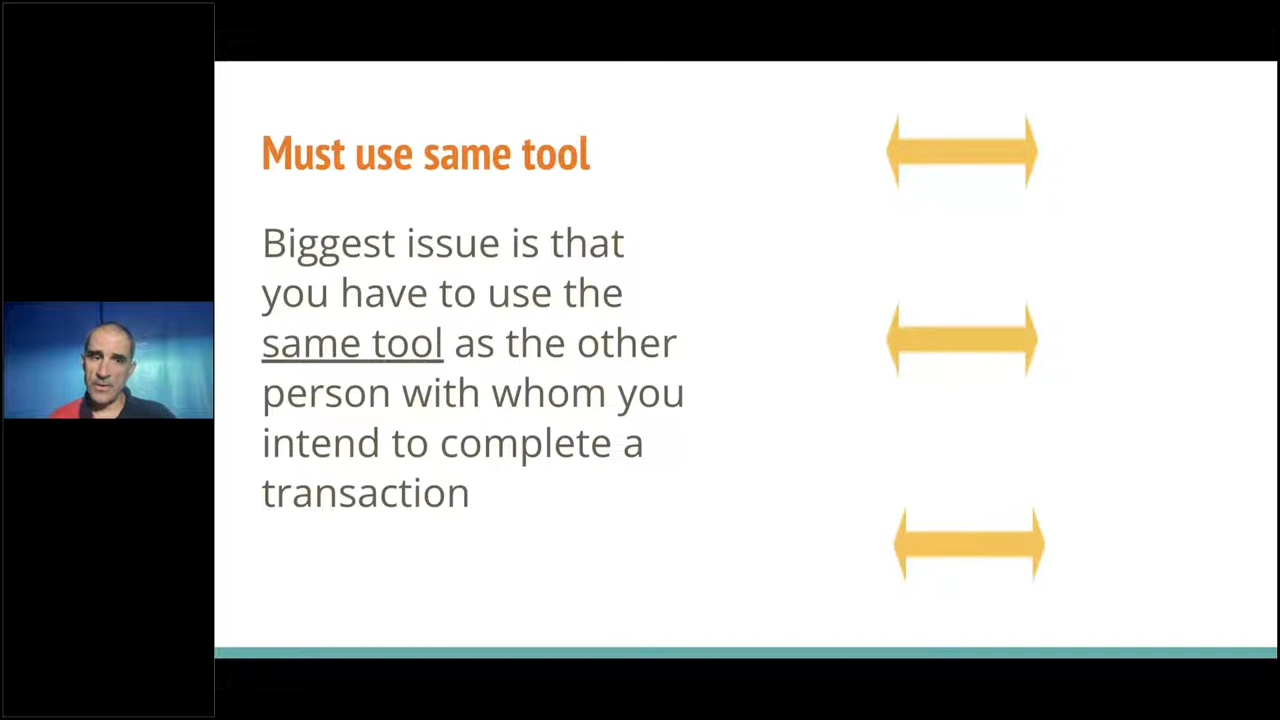 Must use same tool
Biggest issue is that
you have to use the
same tool as the other
person with whom you
intend to complete a
transaction